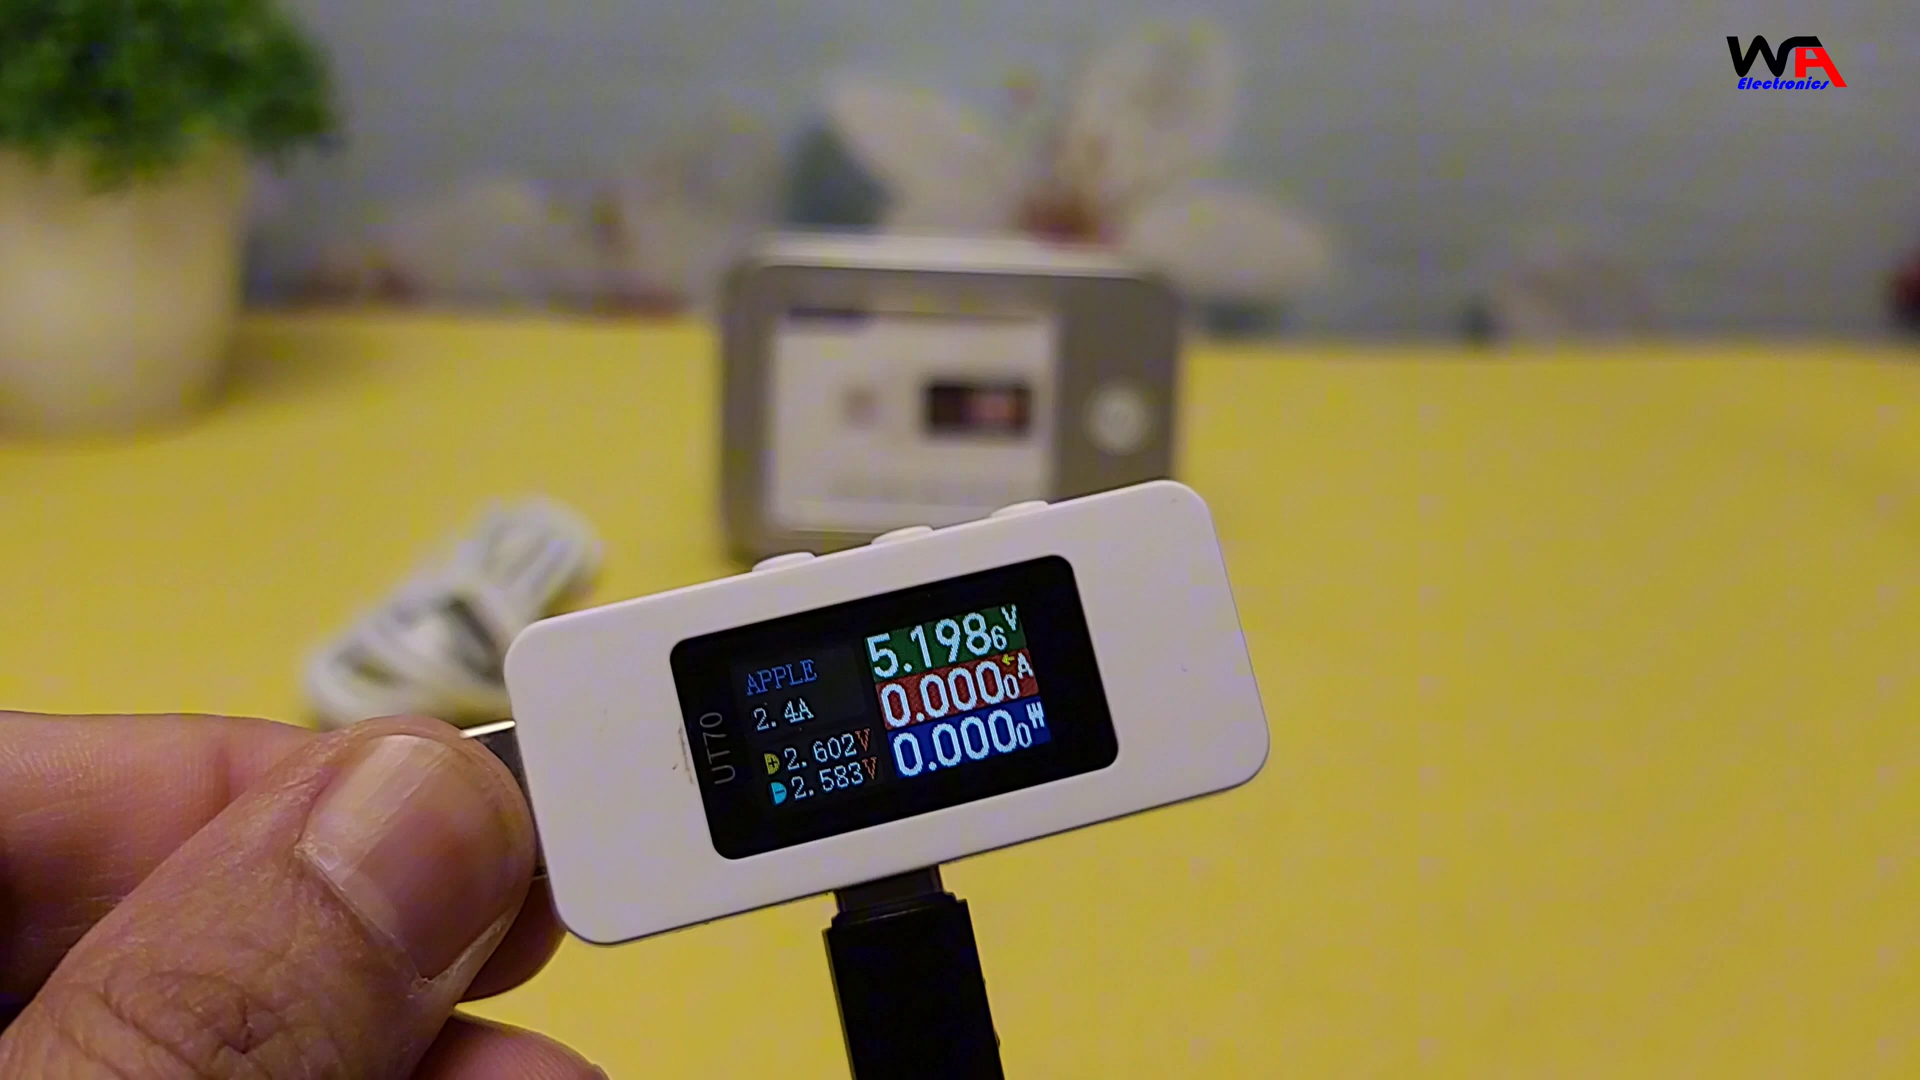 WA
Electronics
APPLE
2.4A
2.602V
2.583V
UT70
5.1986V
0.0000A
0.0000W